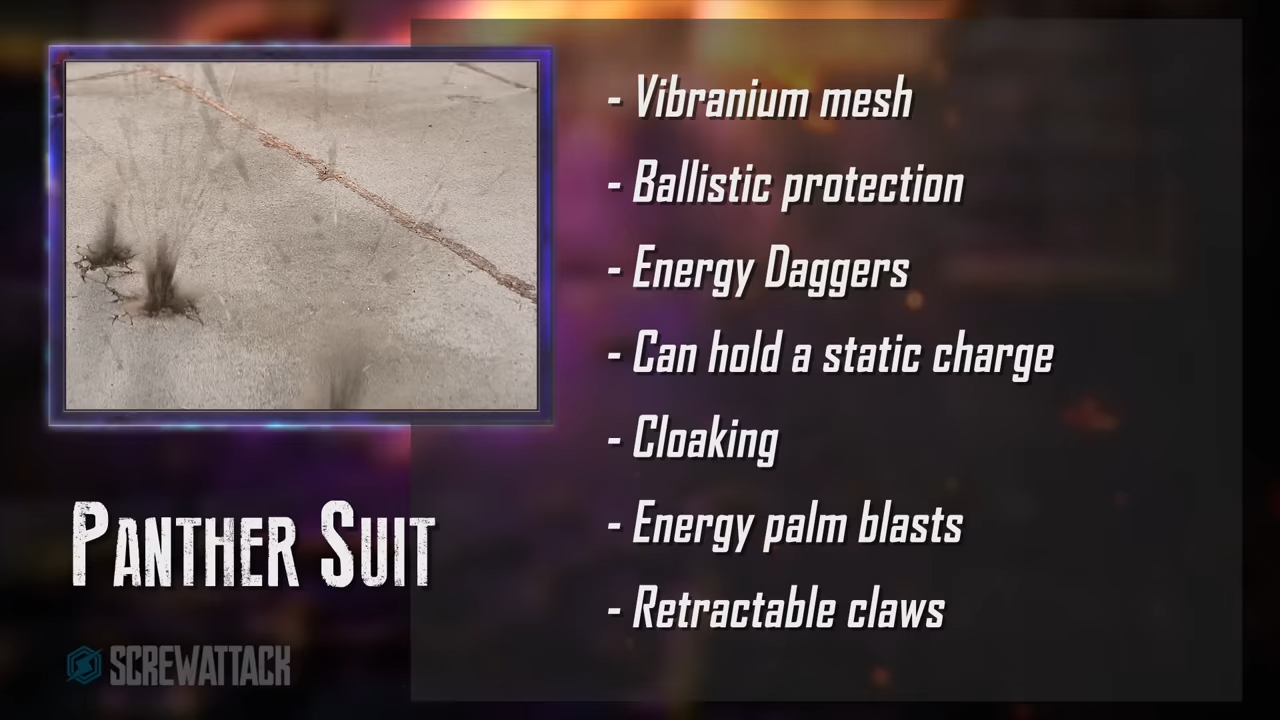 - Vibranium mesh
- Ballistic protection
- Energy Daggers
- Can hold a static charge
- Cloaking
- Energy palm blasts
- Retractable claws
Panther Suit
SCREWATTACK